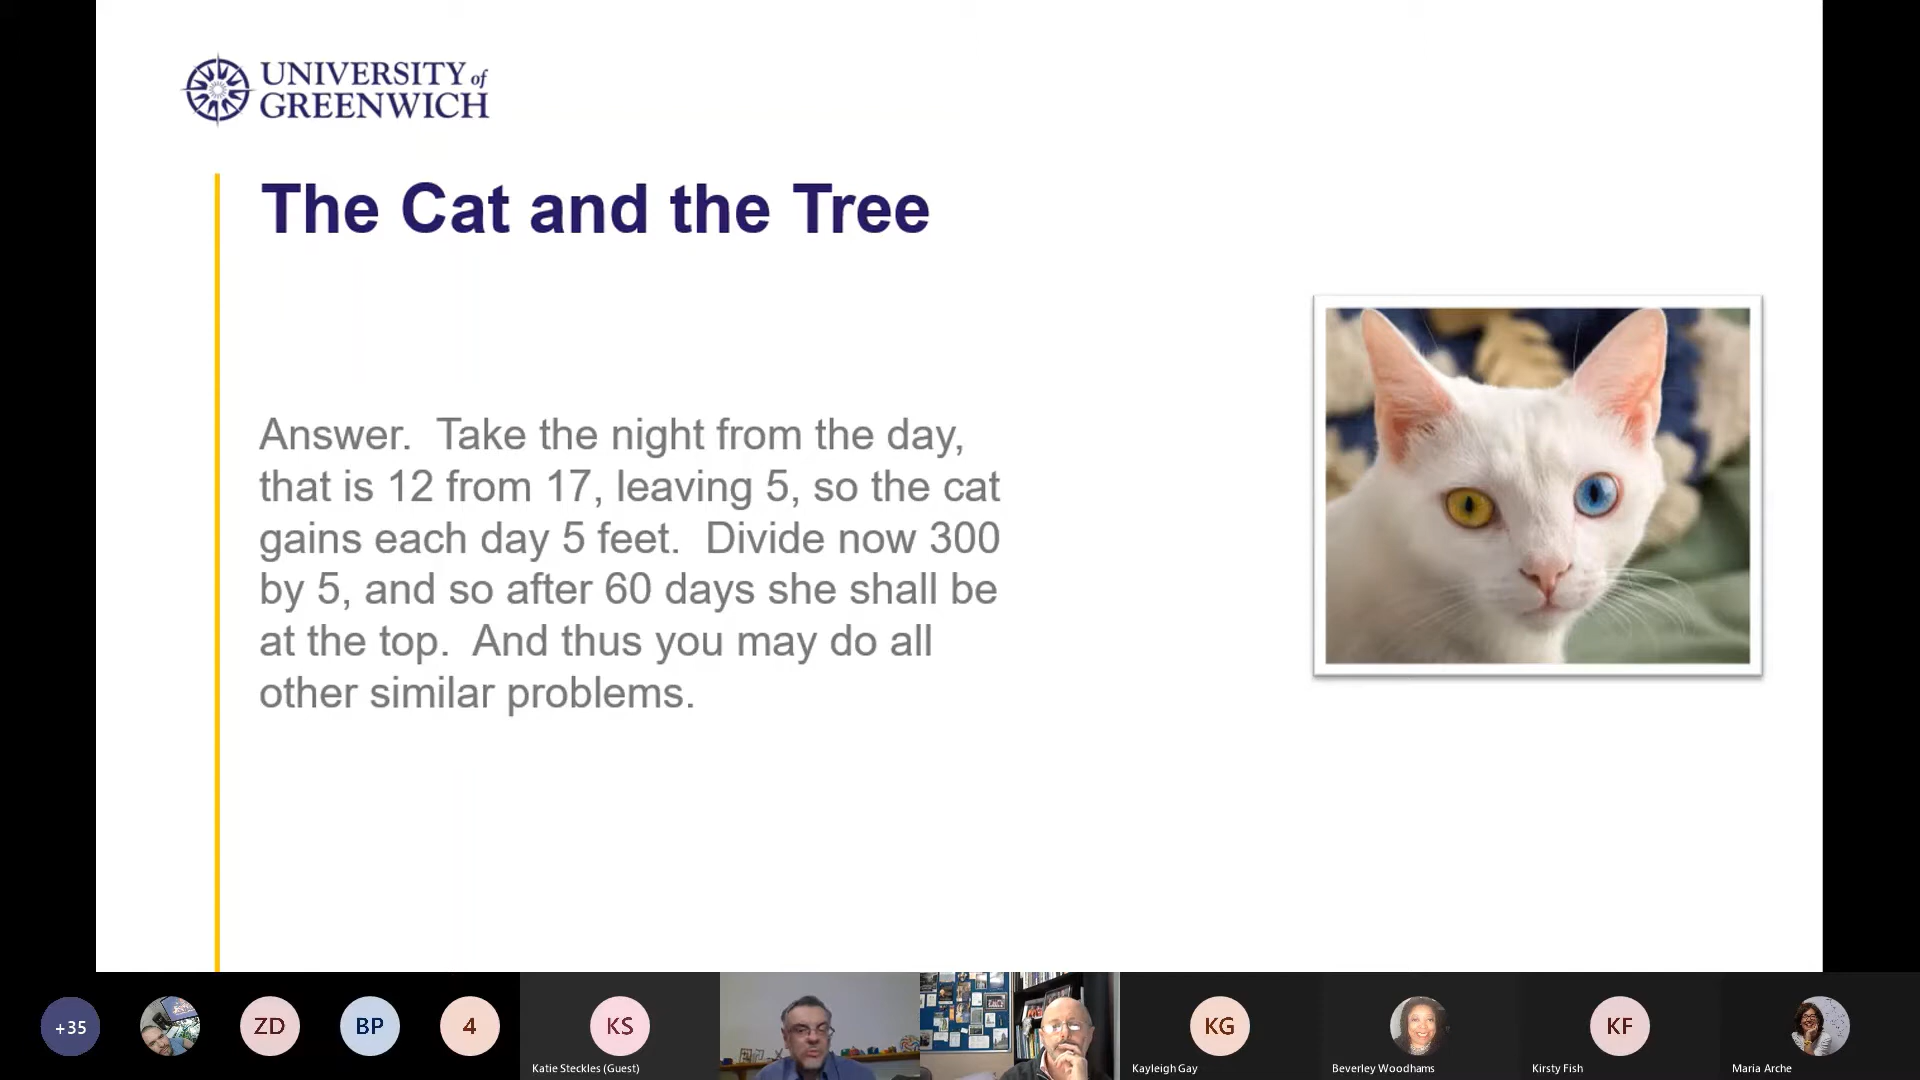 UNIVERSITY of
GREENWICH
The Cat and the Tree
Answer.  Take the night from the day,
that is 12 from 17, leaving 5, so the cat
gains each day 5 feet.  Divide now 300
by 5, and so after 60 days she shall be
at the top.  And thus you may do all
other similar problems.
+35
ZD
BP
4
KS
Katie Steckles (Guest)
KG
Kayleigh Gay
Beverley Woodhams
KF
Kirsty Fish
Maria Arche